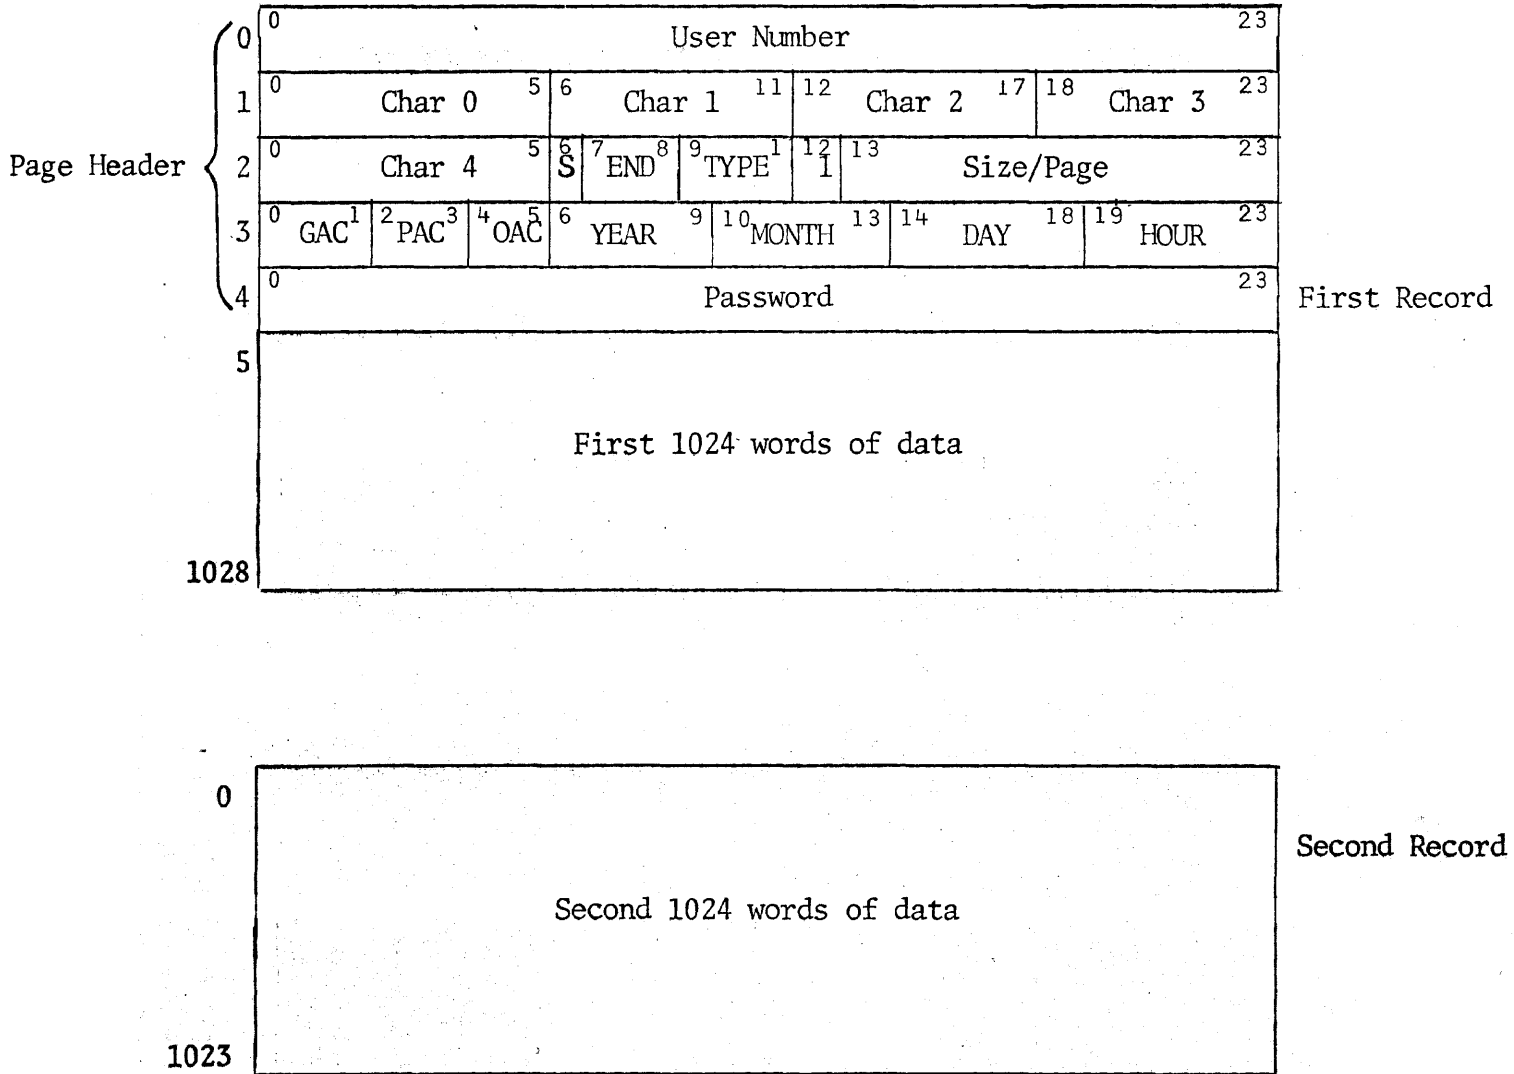 0 23
0 User Number
0 5 6 11 12 17 18 23
1 Char 0 Char 1 Char 2 Char 3
0 5 6 7 8 9 1 12 13 23
Page Header 2 Char 4 S END TYPE I Size/Page
0 1 2 3 4 5 6 9 10 13 14 18 19 23
3 GAC PAC OAC YEAR MONTH DAY HOUR
0 23
4 Password First Record
5
First 1024 words of data
1028
0
Second Record
Second 1024 words of data
1023